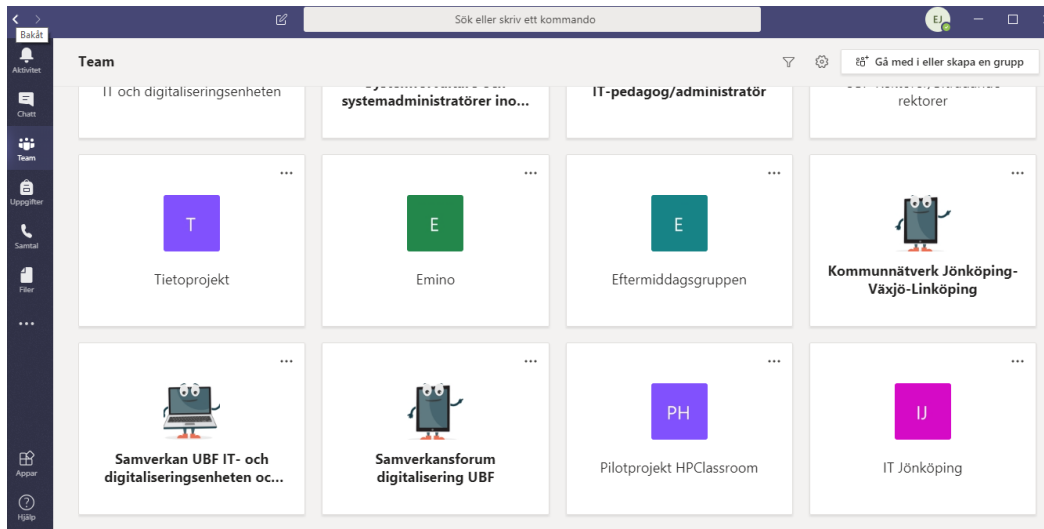 Sök eller skriv ett kommando
EJ
Bakåt
Aktivitet
Chatt
Team
Uppgifter
Samtal
Filer
Appar
Hjälp
Team
Gå med i eller skapa en grupp
IT och digitaliseringsenheten
systemadministratörer ino...
IT-pedagog/administratör
rektorer
T
Tietoprojekt
E
Emino
E
Eftermiddagsgruppen
Kommunnätverk Jönköping-
Växjö-Linköping
Samverkan UBF IT- och
digitaliseringsenheten oc...
Samverkansforum
digitalisering UBF
PH
Pilotprojekt HPClassroom
IJ
IT Jönköping